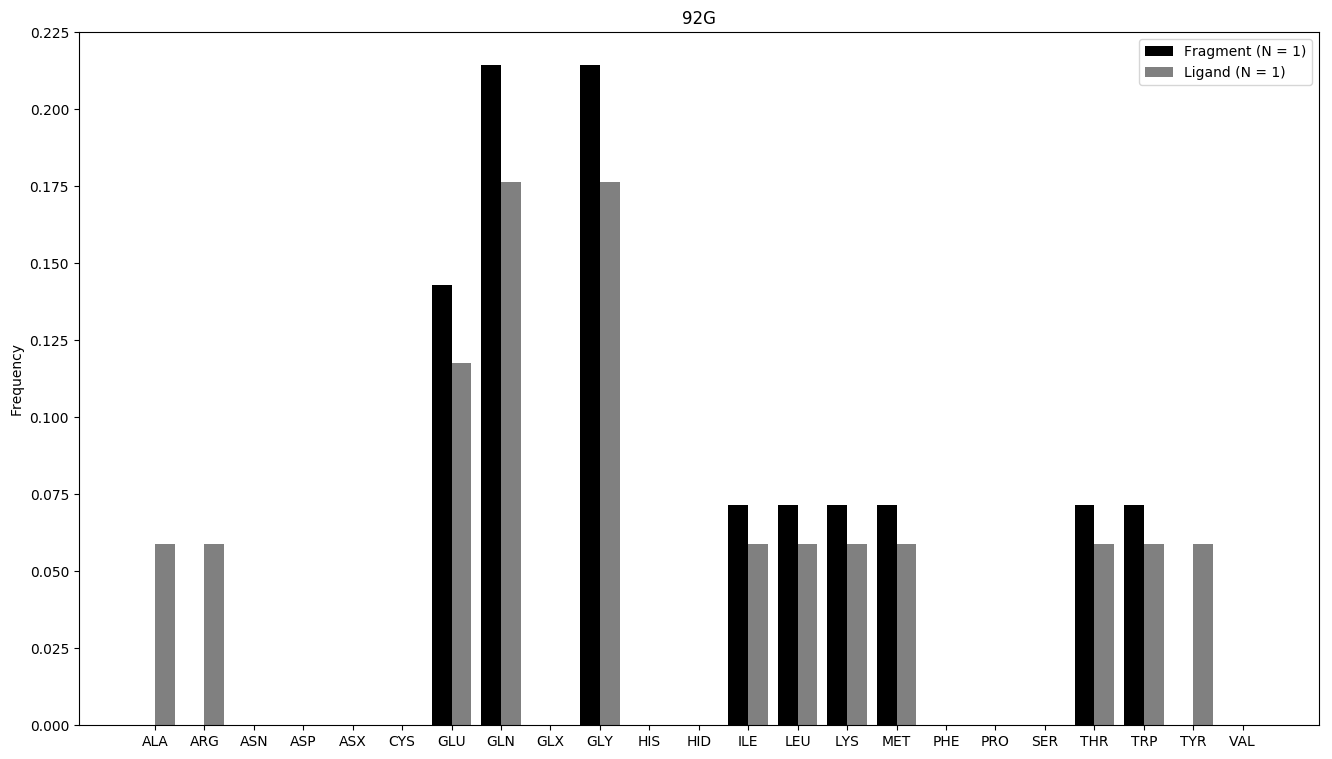 92G
Fragment (N = 1)
Ligand (N = 1)
Frequency
0.225
0.200
0.175
0.150
0.125
0.100
0.075
0.050
0.025
0.000
ALA ARG ASN ASP ASX CYS GLU GLN GLX GLY HIS HID ILE LEU LYS MET PHE PRO SER THR TRP TYR VAL